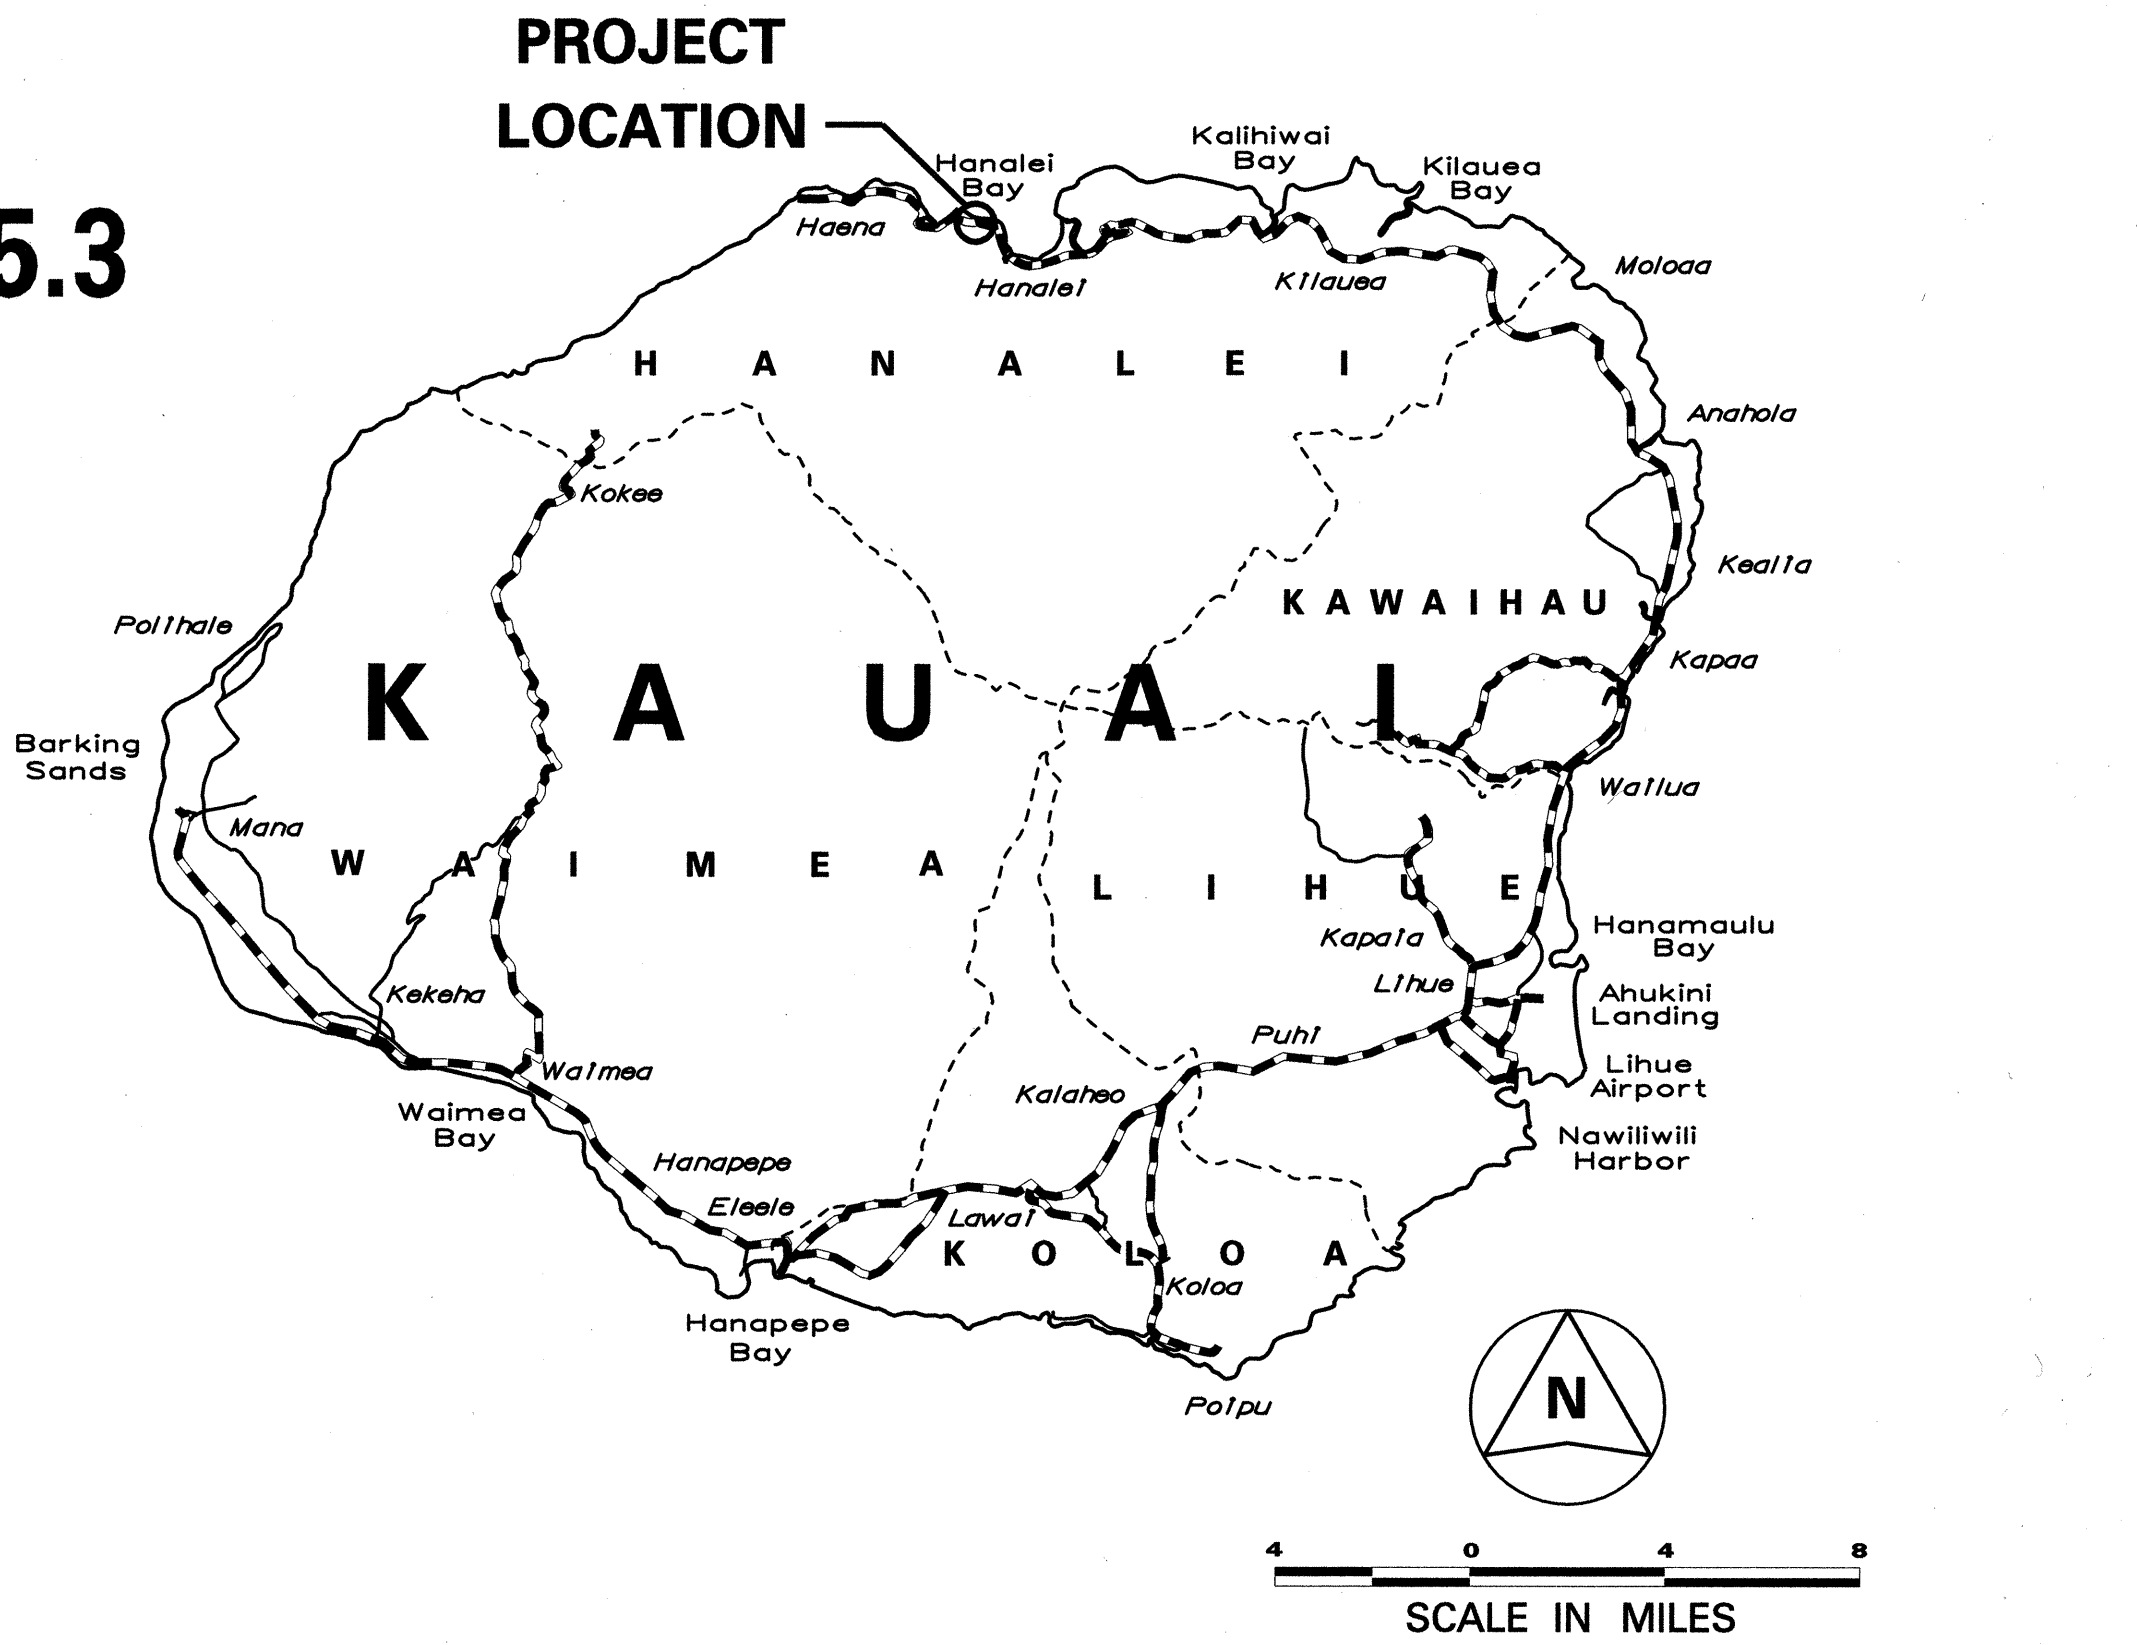 PROJECT
LOCATION
5.3
Hanalei
Bay
Kalihiwai
Bay
Kilauea
Bay
Haena
Hanalei
Kilauea
Moloaa
H A N A L E I
Anahola
Kokee
Kealia
K A W A I H A U
Polihale
Kapaa
K A U A I
Barking
Sands
Wailua
Mana
W A I M E A
L I H U E
Kapaia
Hanamaulu
Bay
Lihue
Kekeha
Ahukini
Landing
Puhi
Waimea
Lihue
Airport
Kalaheo
Waimea
Bay
Nawiliwili
Harbor
Hanapepe
Eleele
Lawai
K O L O A
Koloa
Hanapepe
Bay
Poipu
N
4 0 4 8
SCALE IN MILES